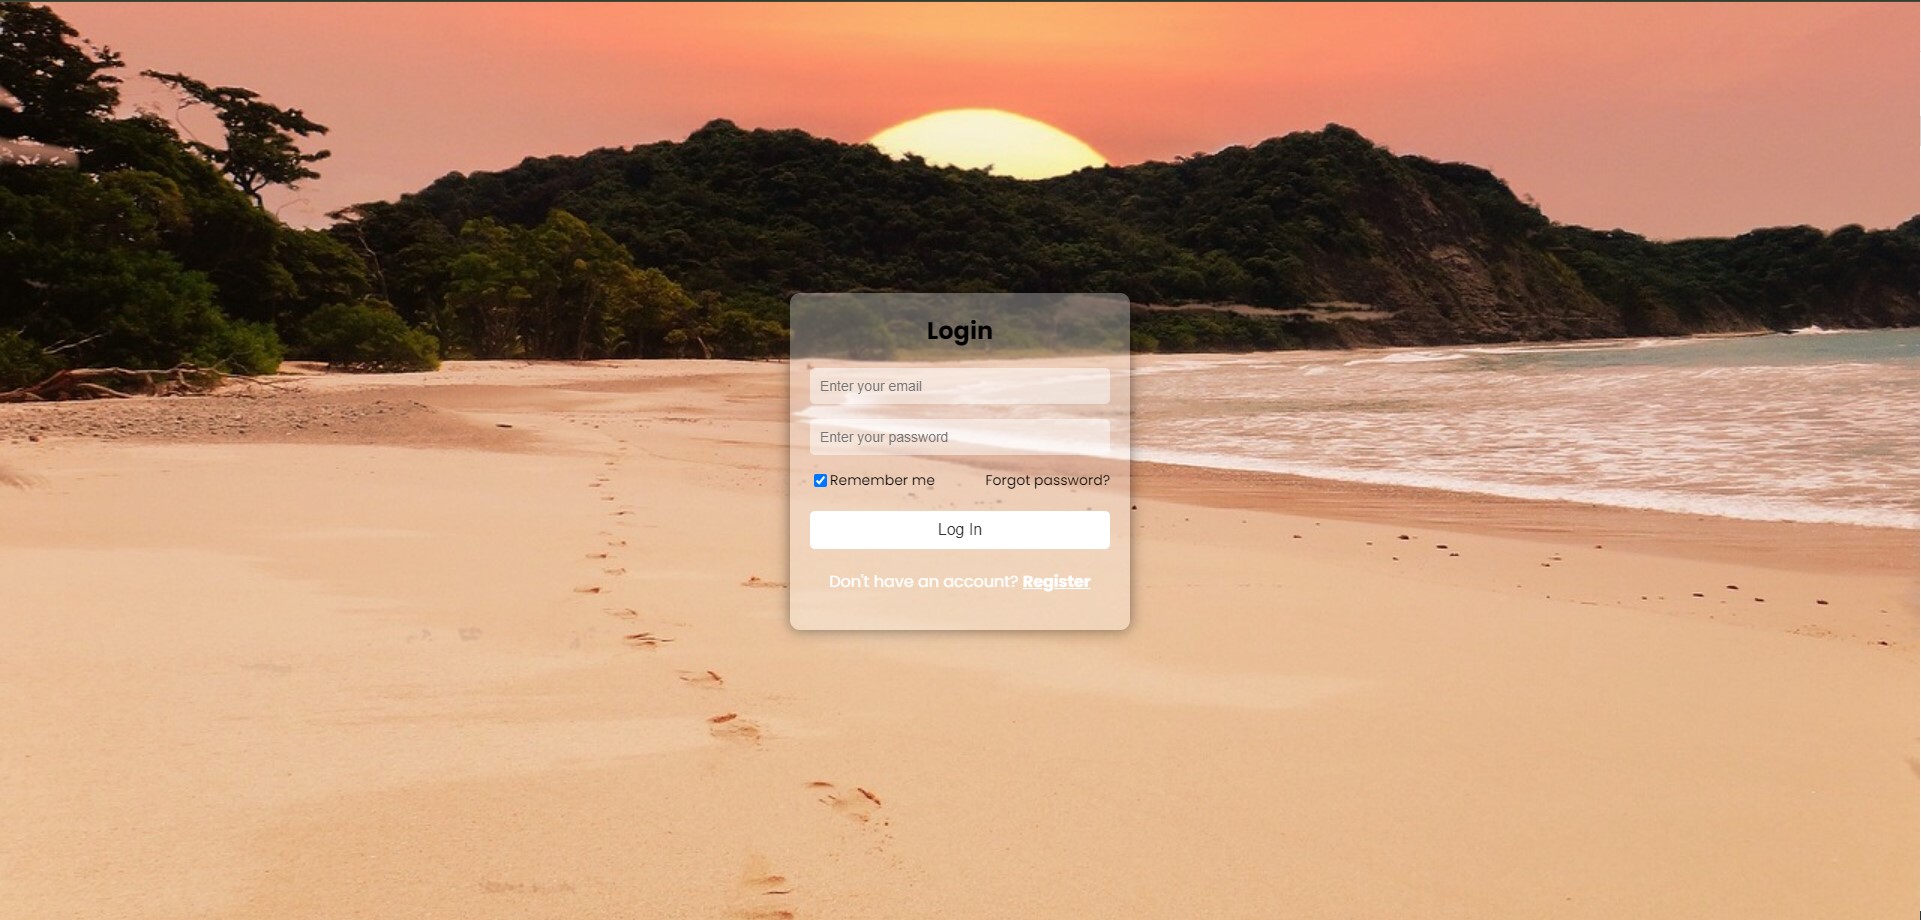 Login
Enter your email
Enter your password
Remember me Forgot password?
Log In
Don't have an account? Register